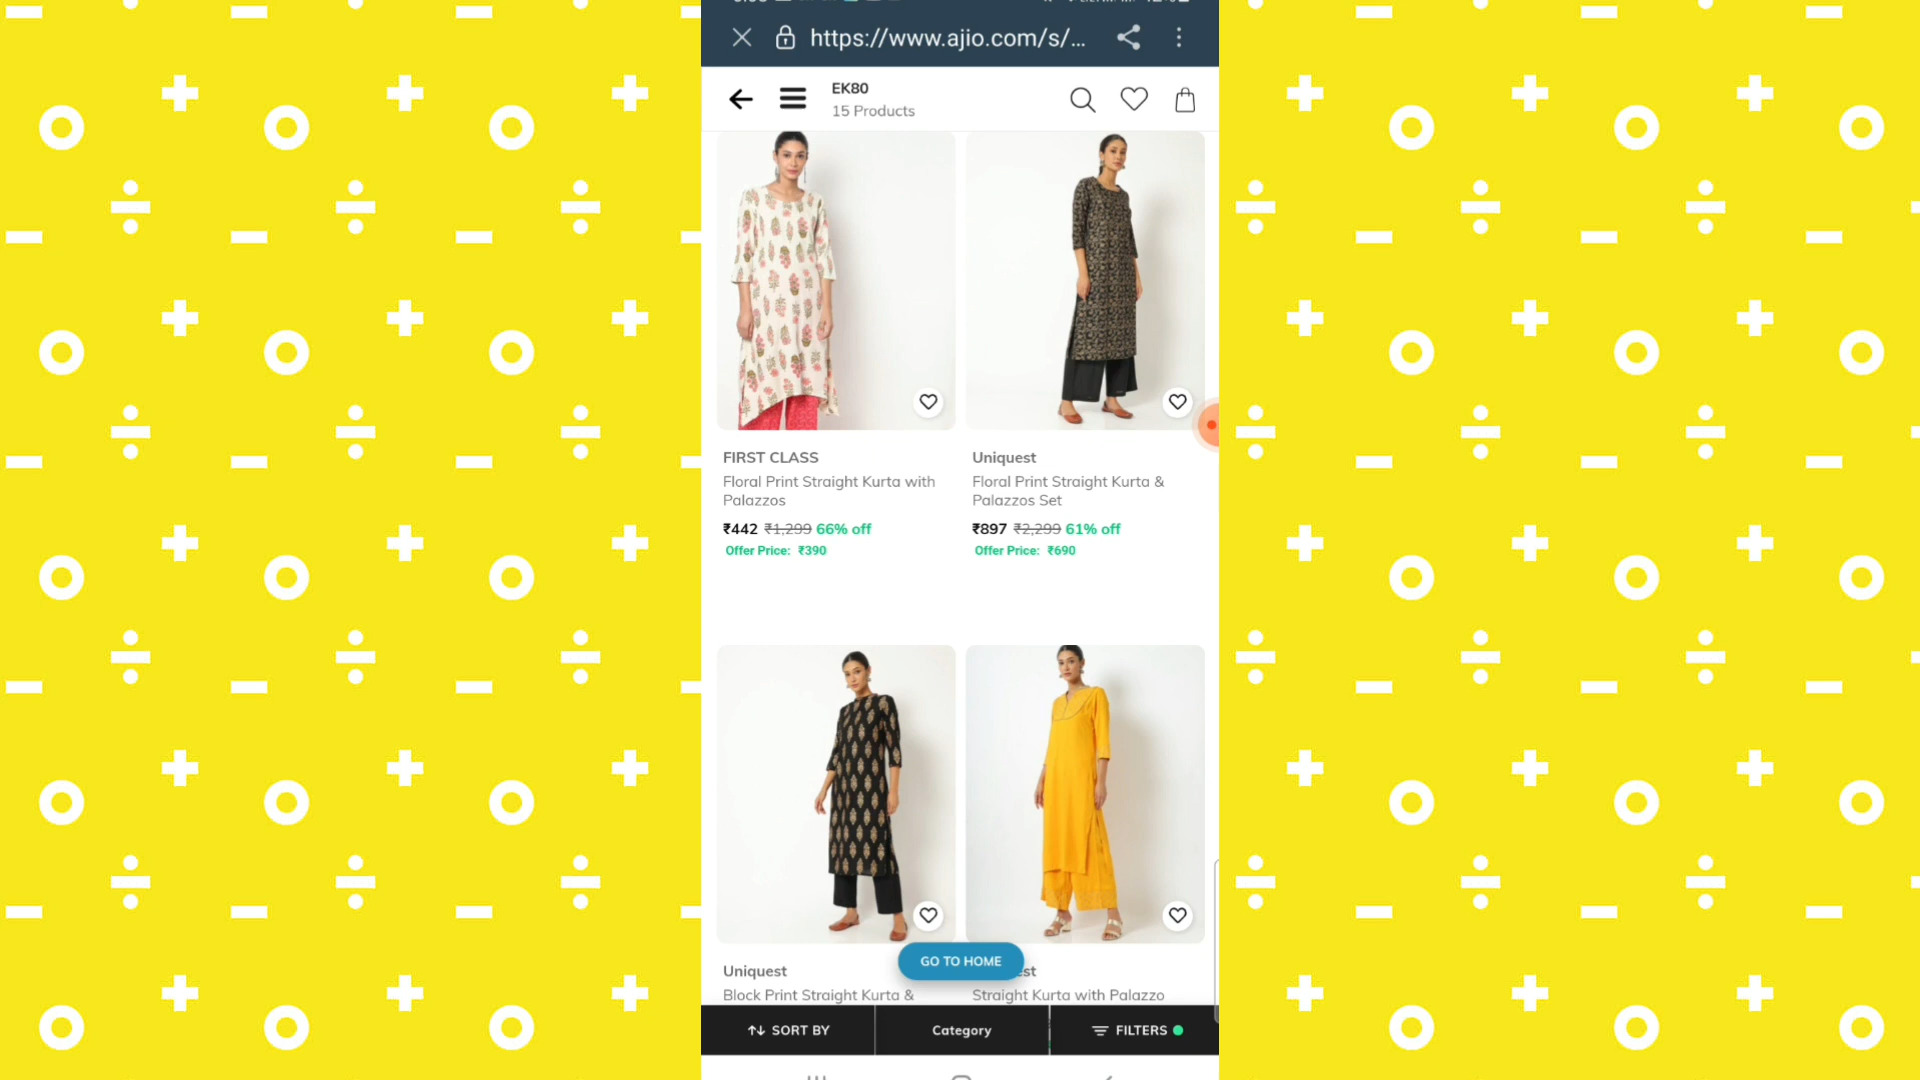 https://www.ajio.com/s/...
EK80
15 Products
FIRST CLASS
Floral Print Straight Kurta with
Palazzos
₹442 ₹1,299 66% off
Offer Price: ₹390
Uniquest
Floral Print Straight Kurta &
Palazzos Set
₹897 ₹2,299 61% off
Offer Price: ₹690
Uniquest
Block Print Straight Kurta &
est
Straight Kurta with Palazzo
GO TO HOME
SORT BY
Category
FILTERS